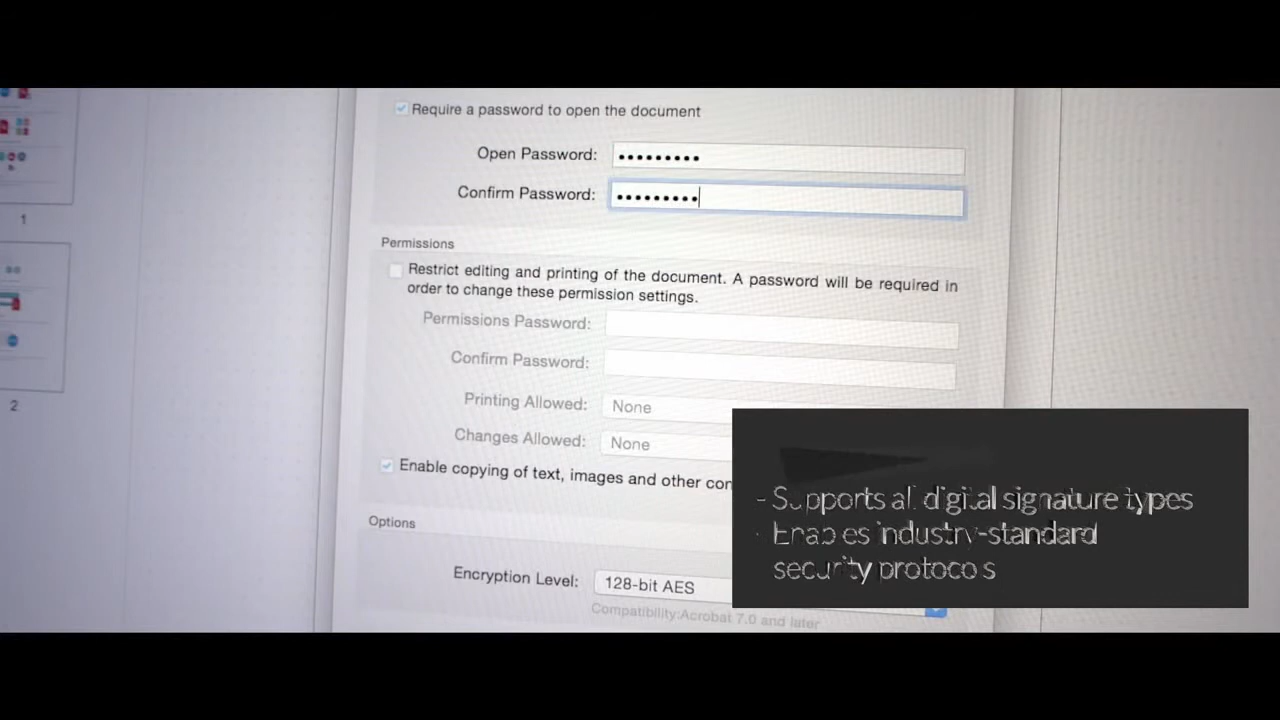 Require a password to open the document
Open Password: •••••••••
Confirm Password: •••••••••
1
Permissions
Restrict editing and printing of the document. A password will be required in
order to change these permission settings.
Permissions Password:
Confirm Password:
2
Printing Allowed: None
Changes Allowed: None
Enable copying of text, images and other con
Options
Encryption Level: 128-bit AES
Compatibility:Acrobat 7.0 and later
- Supports all digital signature types
- Enables industry-standard
security protocols